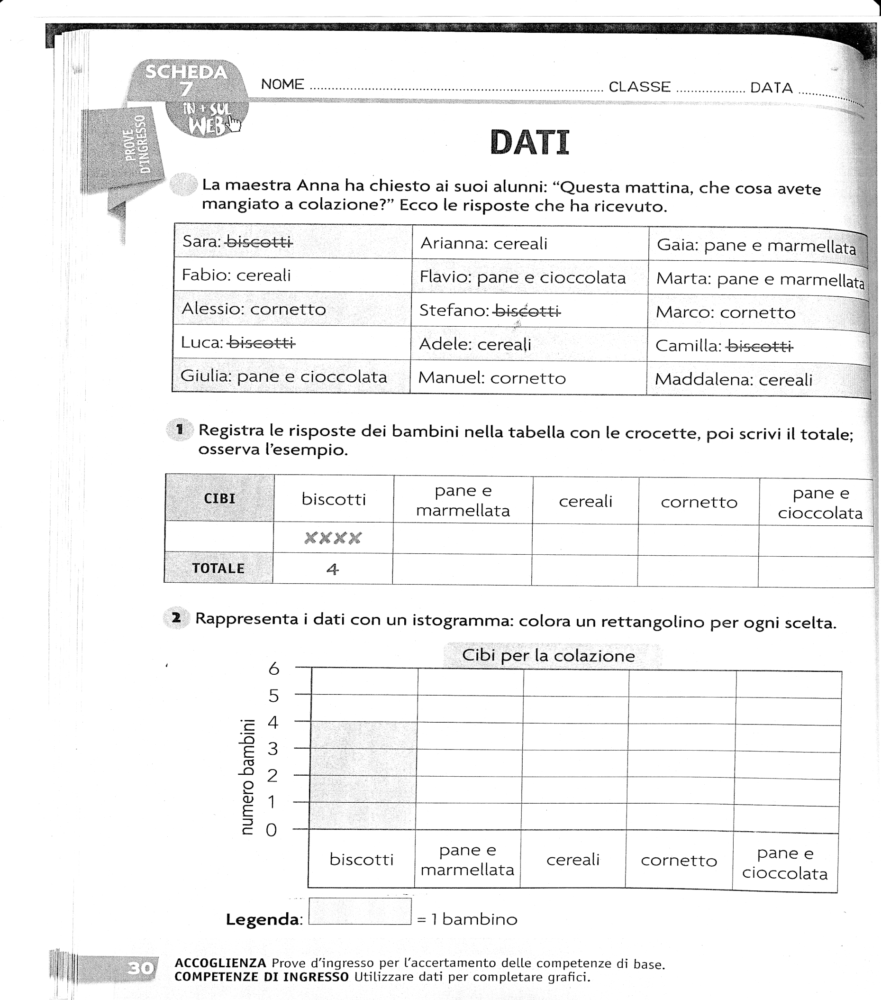 SCHEDA
7
IN + SUL
WEB
PROVE
D'INGRESSO
NOME ........................ CLASSE ................... DATA ...................
DATI
La maestra Anna ha chiesto ai suoi alunni: “Questa mattina, che cosa avete
mangiato a colazione?” Ecco le risposte che ha ricevuto.
Sara: biscotti Arianna: cereali Gaia: pane e marmellata
Fabio: cereali Flavio: pane e cioccolata Marta: pane e marmellata
Alessio: cornetto Stefano: biscotti Marco: cornetto
Luca: biscotti Adele: cereali Camilla: biscotti
Giulia: pane e cioccolata Manuel: cornetto Maddalena: cereali
1 Registra le risposte dei bambini nella tabella con le crocette, poi scrivi il totale;
osserva l’esempio.
CIBI biscotti pane e marmellata cereali cornetto pane e cioccolata
XXXX
TOTALE 4
2 Rappresenta i dati con un istogramma: colora un rettangolino per ogni scelta.
Cibi per la colazione
numero bambini
6
5
4
3
2
1
0
biscotti pane e marmellata cereali cornetto pane e cioccolata
Legenda: = 1 bambino
30
ACCOGLIENZA Prove d’ingresso per l’accertamento delle competenze di base.
COMPETENZE DI INGRESSO Utilizzare dati per completare grafici.